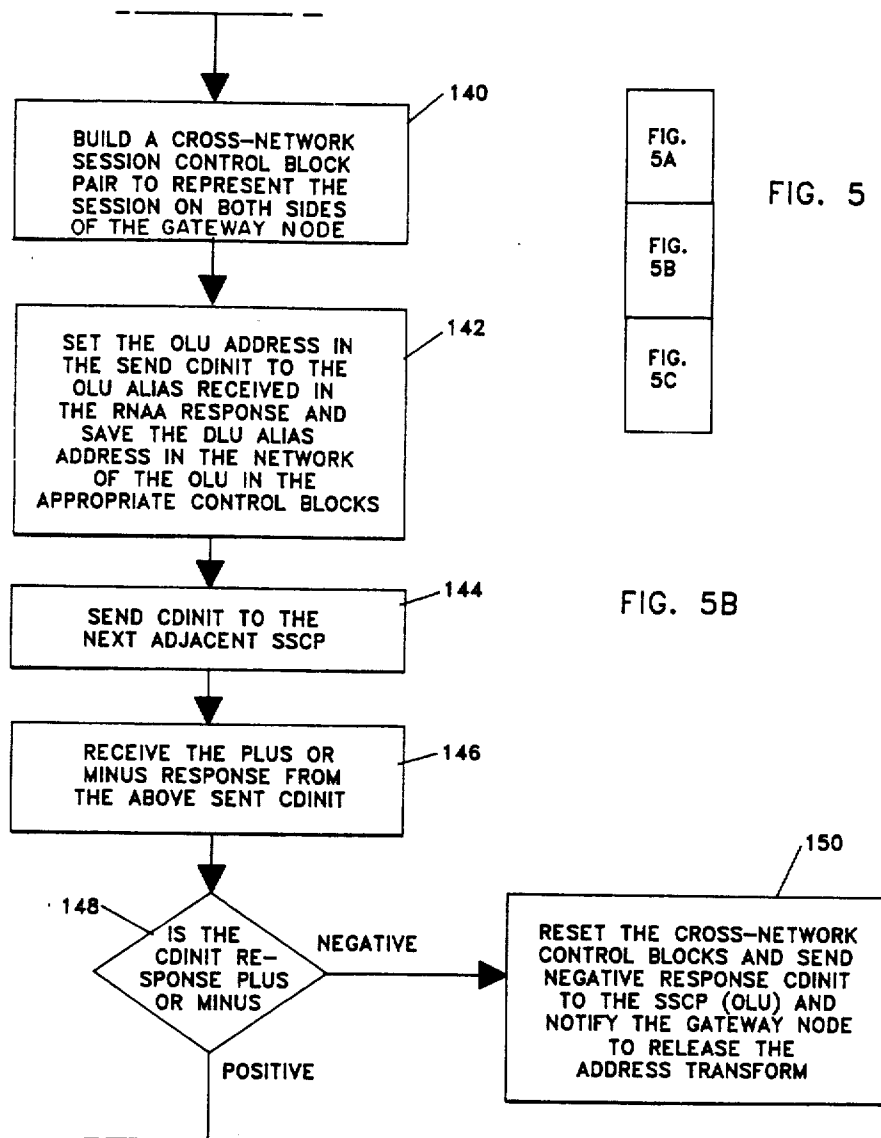 140
BUILD A CROSS-NETWORK
SESSION CONTROL BLOCK
PAIR TO REPRESENT THE
SESSION ON BOTH SIDES
OF THE GATEWAY NODE
FIG.
5A
FIG.
5B
FIG.
5C
FIG. 5
142
SET THE OLU ADDRESS IN
THE SEND CDINIT TO THE
OLU ALIAS RECEIVED IN
THE RNAA RESPONSE AND
SAVE THE DLU ALIAS
ADDRESS IN THE NETWORK
OF THE OLU IN THE
APPROPRIATE CONTROL BLOCKS
144
SEND CDINIT TO THE
NEXT ADJACENT SSCP
FIG. 5B
146
RECEIVE THE PLUS OR
MINUS RESPONSE FROM
THE ABOVE SENT CDINIT
148
IS THE
CDINIT RE-
SPONSE PLUS
OR MINUS
NEGATIVE
POSITIVE
150
RESET THE CROSS-NETWORK
CONTROL BLOCKS AND SEND
NEGATIVE RESPONSE CDINIT
TO THE SSCP (OLU) AND
NOTIFY THE GATEWAY NODE
TO RELEASE THE
ADDRESS TRANSFORM